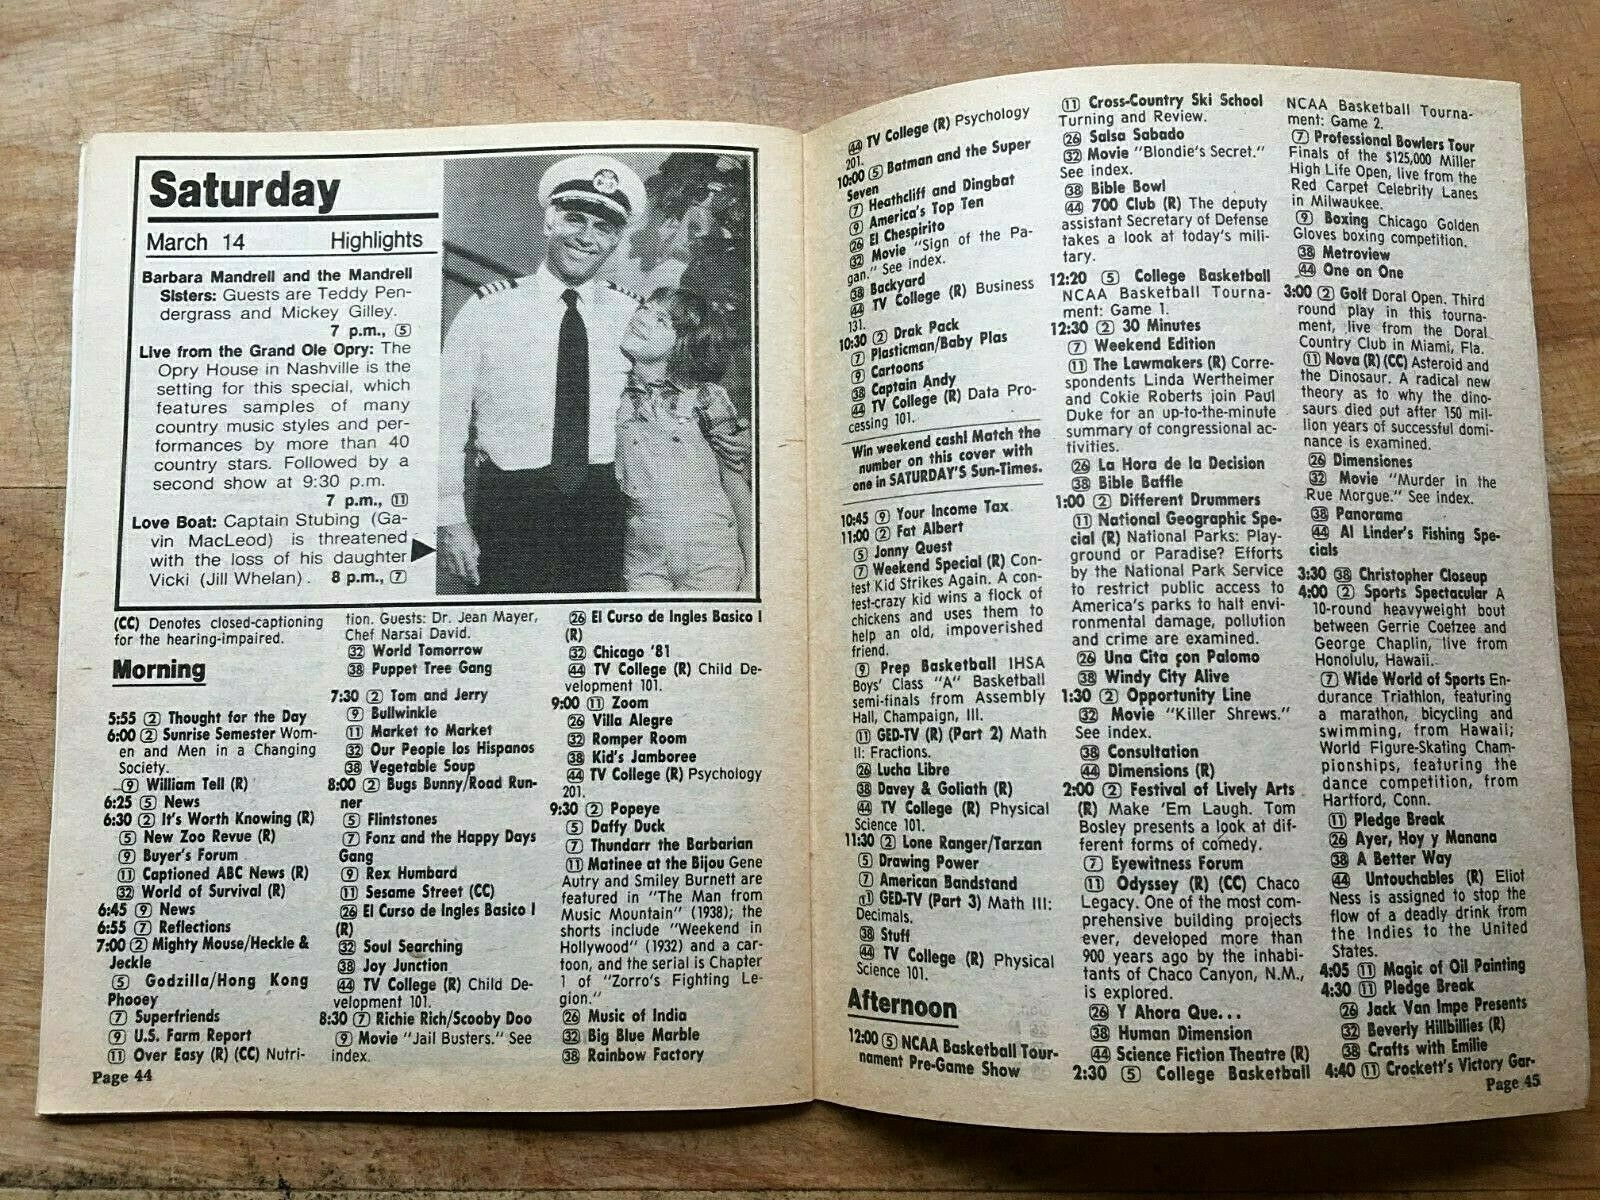 Saturday
March 14 Highlights
Barbara Mandrell and the Mandrell
Sisters: Guests are Teddy Pen-
dergrass and Mickey Gilley.
7 p.m., ⑤
Live from the Grand Ole Opry: The
Opry House in Nashville is the
setting for this special, which
features samples of many
country music styles and per-
formances by more than 40
country stars. Followed by a
second show at 9:30 p.m.
7 p.m., ⑪
Love Boat: Captain Stubing (Ga-
vin MacLeod) is threatened
with the loss of his daughter
Vicki (Jill Whelan). 8 p.m., ⑦
(CC) Denotes closed-captioning
for the hearing-impaired.
Morning
5:55 ② Thought for the Day
6:00 ② Sunrise Semester Wom-
en and Men in a Changing
Society.
⑨ William Tell (R)
6:25 ⑤ News
6:30 ② It's Worth Knowing (R)
⑤ New Zoo Revue (R)
⑨ Buyer's Forum
⑪ Captioned ABC News (R)
㉜ World of Survival (R)
6:45 ⑨ News
6:55 ⑦ Reflections
7:00 ② Mighty Mouse/Heckle &
Jeckle
⑤ Godzilla/Hong Kong
Phooey
⑦ Superfriends
⑨ U.S. Farm Report
⑪ Over Easy (R) (CC) Nutri-
Page 44
tion. Guests: Dr. Jean Mayer,
Chef Narsai David.
㉜ World Tomorrow
㊳ Puppet Tree Gang
7:30 ② Tom and Jerry
⑨ Bullwinkle
⑪ Market to Market
㉜ Our People los Hispanos
㊳ Vegetable Soup
8:00 ② Bugs Bunny/Road Run-
ner
⑤ Flintstones
⑦ Fonz and the Happy Days
Gang
⑨ Rex Humbard
⑪ Sesame Street (CC)
㉖ El Curso de Ingles Basico I
(R)
㉜ Soul Searching
㊳ Joy Junction
㊹ TV College (R) Child De-
velopment 101.
8:30 ⑦ Richie Rich/Scooby Doo
⑨ Movie "Jail Busters." See
index.
㉖ El Curso de Ingles Basico I
(R)
㉜ Chicago '81
㊹ TV College (R) Child De-
velopment 101.
9:00 ⑪ Zoom
㉖ Villa Alegre
㉜ Romper Room
㊳ Kid's Jamboree
㊹ TV College (R) Psychology
201.
9:30 ② Popeye
⑤ Daffy Duck
⑦ Thundarr the Barbarian
⑪ Matinee at the Bijou Gene
Autry and Smiley Burnett are
featured in "The Man from
Music Mountain" (1938); the
shorts include "Weekend in
Hollywood" (1932) and a car-
toon, and the serial is Chapter
1 of "Zorro's Fighting Le-
gion."
㉖ Music of India
㉜ Big Blue Marble
㊳ Rainbow Factory
㊹ TV College (R) Psychology
201.
10:00 ⑤ Batman and the Super
Seven
⑦ Heathcliff and Dingbat
⑨ America's Top Ten
㉖ El Chespirito
㉜ Movie "Sign of the Pa-
gan." See index.
㊳ Backyard
㊹ TV College (R) Business
131.
10:30 ② Drak Pack
⑦ Plasticman/Baby Plas
⑨ Cartoons
㊳ Captain Andy
㊹ TV College (R) Data Pro-
cessing 101.
Win weekend cash! Match the
number on this cover with
one in SATURDAY'S Sun-Times.
10:45 ⑨ Your Income Tax
11:00 ② Fat Albert
⑤ Jonny Quest
⑦ Weekend Special (R) Con-
test Kid Strikes Again. A con-
test-crazy kid wins a flock of
chickens and uses them to
help an old, impoverished
friend.
⑨ Prep Basketball IHSA
Boys' Class "A" Basketball
semi-finals from Assembly
Hall, Champaign, Ill.
⑪ GED-TV (R) (Part 2) Math
II: Fractions.
㉖ Lucha Libre
㊳ Davey & Goliath (R)
㊹ TV College (R) Physical
Science 101.
11:30 ② Lone Ranger/Tarzan
⑤ Drawing Power
⑦ American Bandstand
⑪ GED-TV (Part 3) Math III:
Decimals.
㊳ Stuff
㊹ TV College (R) Physical
Science 101.
Afternoon
12:00 ⑤ NCAA Basketball Tour-
nament Pre-Game Show
⑪ Cross-Country Ski School
Turning and Review.
㉖ Salsa Sabado
㉜ Movie "Blondie's Secret."
See index.
㊳ Bible Bowl
㊹ 700 Club (R) The deputy
assistant Secretary of Defense
takes a look at today's mili-
tary.
12:20 ⑤ College Basketball
NCAA Basketball Tourna-
ment: Game 1.
12:30 ② 30 Minutes
⑦ Weekend Edition
⑪ The Lawmakers (R) Corre-
spondents Linda Wertheimer
and Cokie Roberts join Paul
Duke for an up-to-the-minute
summary of congressional ac-
tivities.
㉖ La Hora de la Decision
㊳ Bible Baffle
1:00 ② Different Drummers
⑪ National Geographic Spe-
cial (R) National Parks: Play-
ground or Paradise? Efforts
by the National Park Service
to restrict public access to
America's parks to halt envi-
ronmental damage, pollution
and crime are examined.
㉖ Una Cita con Palomo
㊳ Windy City Alive
1:30 ② Opportunity Line
㉜ Movie "Killer Shrews."
See index.
㊳ Consultation
㊹ Dimensions (R)
2:00 ② Festival of Lively Arts
(R) Make 'Em Laugh. Tom
Bosley presents a look at dif-
ferent forms of comedy.
⑦ Eyewitness Forum
⑪ Odyssey (R) (CC) Chaco
Legacy. One of the most com-
prehensive building projects
ever, developed more than
900 years ago by the inhabi-
tants of Chaco Canyon, N.M.,
is explored.
㉖ Y Ahora Que...
㊳ Human Dimension
㊹ Science Fiction Theatre (R)
2:30 ⑤ College Basketball
NCAA Basketball Tourna-
ment: Game 2.
⑦ Professional Bowlers Tour
Finals of the $125,000 Miller
High Life Open, live from the
Red Carpet Celebrity Lanes
in Milwaukee.
⑨ Boxing Chicago Golden
Gloves boxing competition.
㊳ Metroview
㊹ One on One
3:00 ② Golf Doral Open. Third
round play in this tourna-
ment, live from the Doral
Country Club in Miami, Fla.
⑪ Nova (R) (CC) Asteroid and
the Dinosaur. A radical new
theory as to why the dino-
saurs died out after 150 mil-
lion years of successful domi-
nance is examined.
㉖ Dimensiones
㉜ Movie "Murder in the
Rue Morgue." See index.
㊳ Panorama
㊹ Al Linder's Fishing Spe-
cials
3:30 ㊳ Christopher Closeup
4:00 ② Sports Spectacular A
10-round heavyweight bout
between Gerrie Coetzee and
George Chaplin, live from
Honolulu, Hawaii.
⑦ Wide World of Sports En-
durance Triathlon, featuring
a marathon, bicycling and
swimming, from Hawaii;
World Figure-Skating Cham-
pionships, featuring the
dance competition, from
Hartford, Conn.
⑪ Pledge Break
㉖ Ayer, Hoy y Manana
㊳ A Better Way
㊹ Untouchables (R) Eliot
Ness is assigned to stop the
flow of a deadly drink from
the Indies to the United
States.
4:05 ⑪ Magic of Oil Painting
4:30 ⑪ Pledge Break
㉖ Jack Van Impe Presents
㉜ Beverly Hillbillies (R)
㊳ Crafts with Emilie
4:40 ⑪ Crockett's Victory Gar-
Page 45